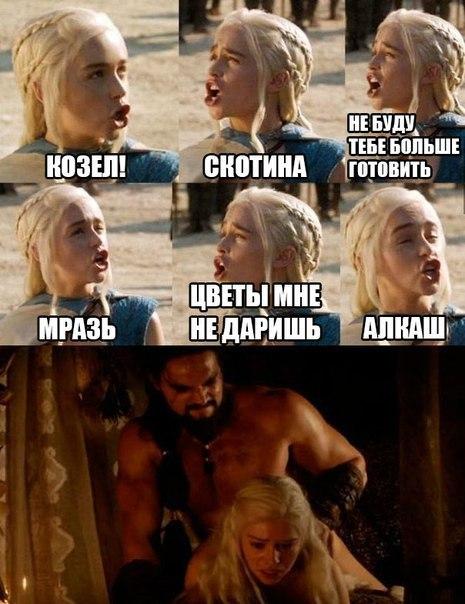 КОЗЕЛ!
СКОТИНА
НЕ БУДУ
ТЕБЕ БОЛЬШЕ
ГОТОВИТЬ
МРАЗЬ
ЦВЕТЫ МНЕ
НЕ ДАРИШЬ
АЛКАШ